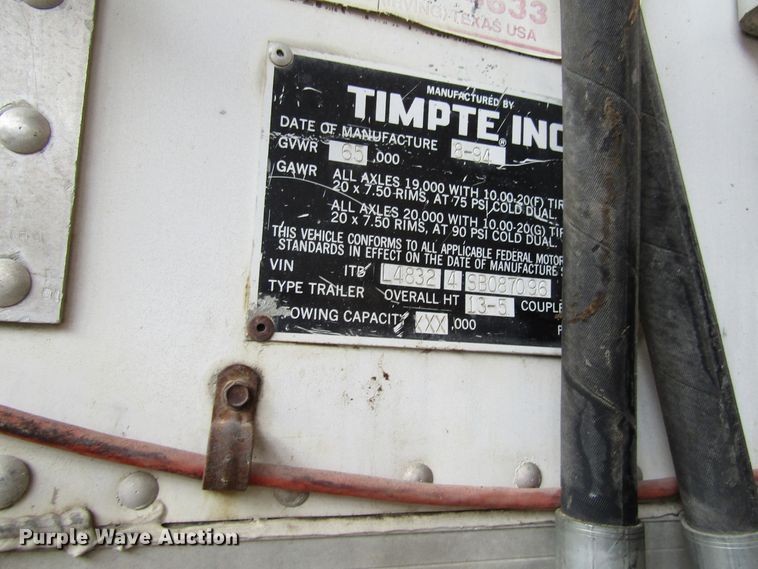 633
IRVING, TEXAS USA
MANUFACTURED BY
TIMPTE® INC
DATE OF MANUFACTURE 8-94
GVWR 65 ,000
GAWR ALL AXLES 19,000 WITH 10.00-20(F)
20 x 7.50 RIMS, AT 75 PSI COLD DUAL.
ALL AXLES 20,000 WITH 10.00-20(G)
20 x 7.50 RIMS, AT 90 PSI COLD DUAL.
THIS VEHICLE CONFORMS TO ALL APPLICABLE FEDERAL MOTOR
STANDARDS IN EFFECT ON THE DATE OF MANUFACTURE
VIN ITD L4832 4 SB087096
TYPE TRAILER OVERALL HT 13-5
TOWING CAPACITY XXX ,000
Purple Wave Auction